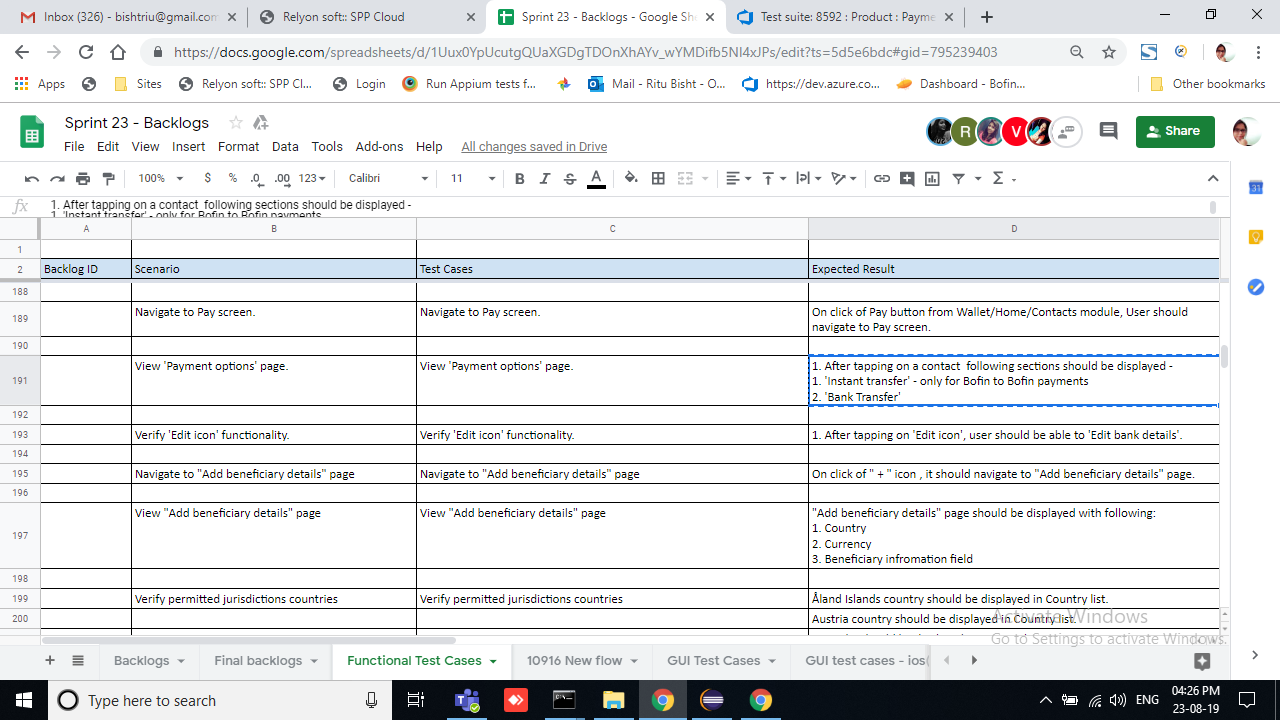 Inbox (326) - bishtriu@gmail.con
Relyon soft:: SPP Cloud
Sprint 23 - Backlogs - Google She
Test suite: 8592 : Product : Payme
https://docs.google.com/spreadsheets/d/1Uux0YpUcutgQUaXGDgTDOnXhAYv_wYMDifb5NI4xJPs/edit?ts=5d5e6bdc#gid=795239403
Apps
Sites
Relyon soft:: SPP Cl...
Login
Run Appium tests f...
Mail - Ritu Bisht - O...
https://dev.azure.co...
Dashboard - Bofin...
Other bookmarks
Sprint 23 - Backlogs
R
V
Share
File Edit View Insert Format Data Tools Add-ons Help All changes saved in Drive
100% $ % .0 .00 123 Calibri 11 B I S A Σ
31
fx 1. After tapping on a contact following sections should be displayed -
1. 'Instant transfer' - only for Bofin to Bofin payments
A B C D
1
2 Backlog ID Scenario Test Cases Expected Result
188
189 Navigate to Pay screen. Navigate to Pay screen. On click of Pay button from Wallet/Home/Contacts module, User should
navigate to Pay screen.
190
191 View 'Payment options' page. View 'Payment options' page. 1. After tapping on a contact following sections should be displayed -
1. 'Instant transfer' - only for Bofin to Bofin payments
2. 'Bank Transfer'
192
193 Verify 'Edit icon' functionality. Verify 'Edit icon' functionality. 1. After tapping on 'Edit icon', user should be able to 'Edit bank details'.
194
195 Navigate to "Add beneficiary details" page Navigate to "Add beneficiary details" page On click of " + " icon , it should navigate to "Add beneficiary details" page.
196
197 View "Add beneficiary details" page View "Add beneficiary details" page "Add beneficiary details" page should be displayed with following:
1. Country
2. Currency
3. Beneficiary infromation field
198
199 Verify permitted jurisdictions countries Verify permitted jurisdictions countries Åland Islands country should be displayed in Country list.
200 Austria country should be displayed in Country list.
Activate Windows
Go to Settings to activate Windows.
Backlogs Final backlogs Functional Test Cases 10916 New flow GUI Test Cases GUI test cases - ios(
Type here to search
ENG
04:26 PM
23-08-19